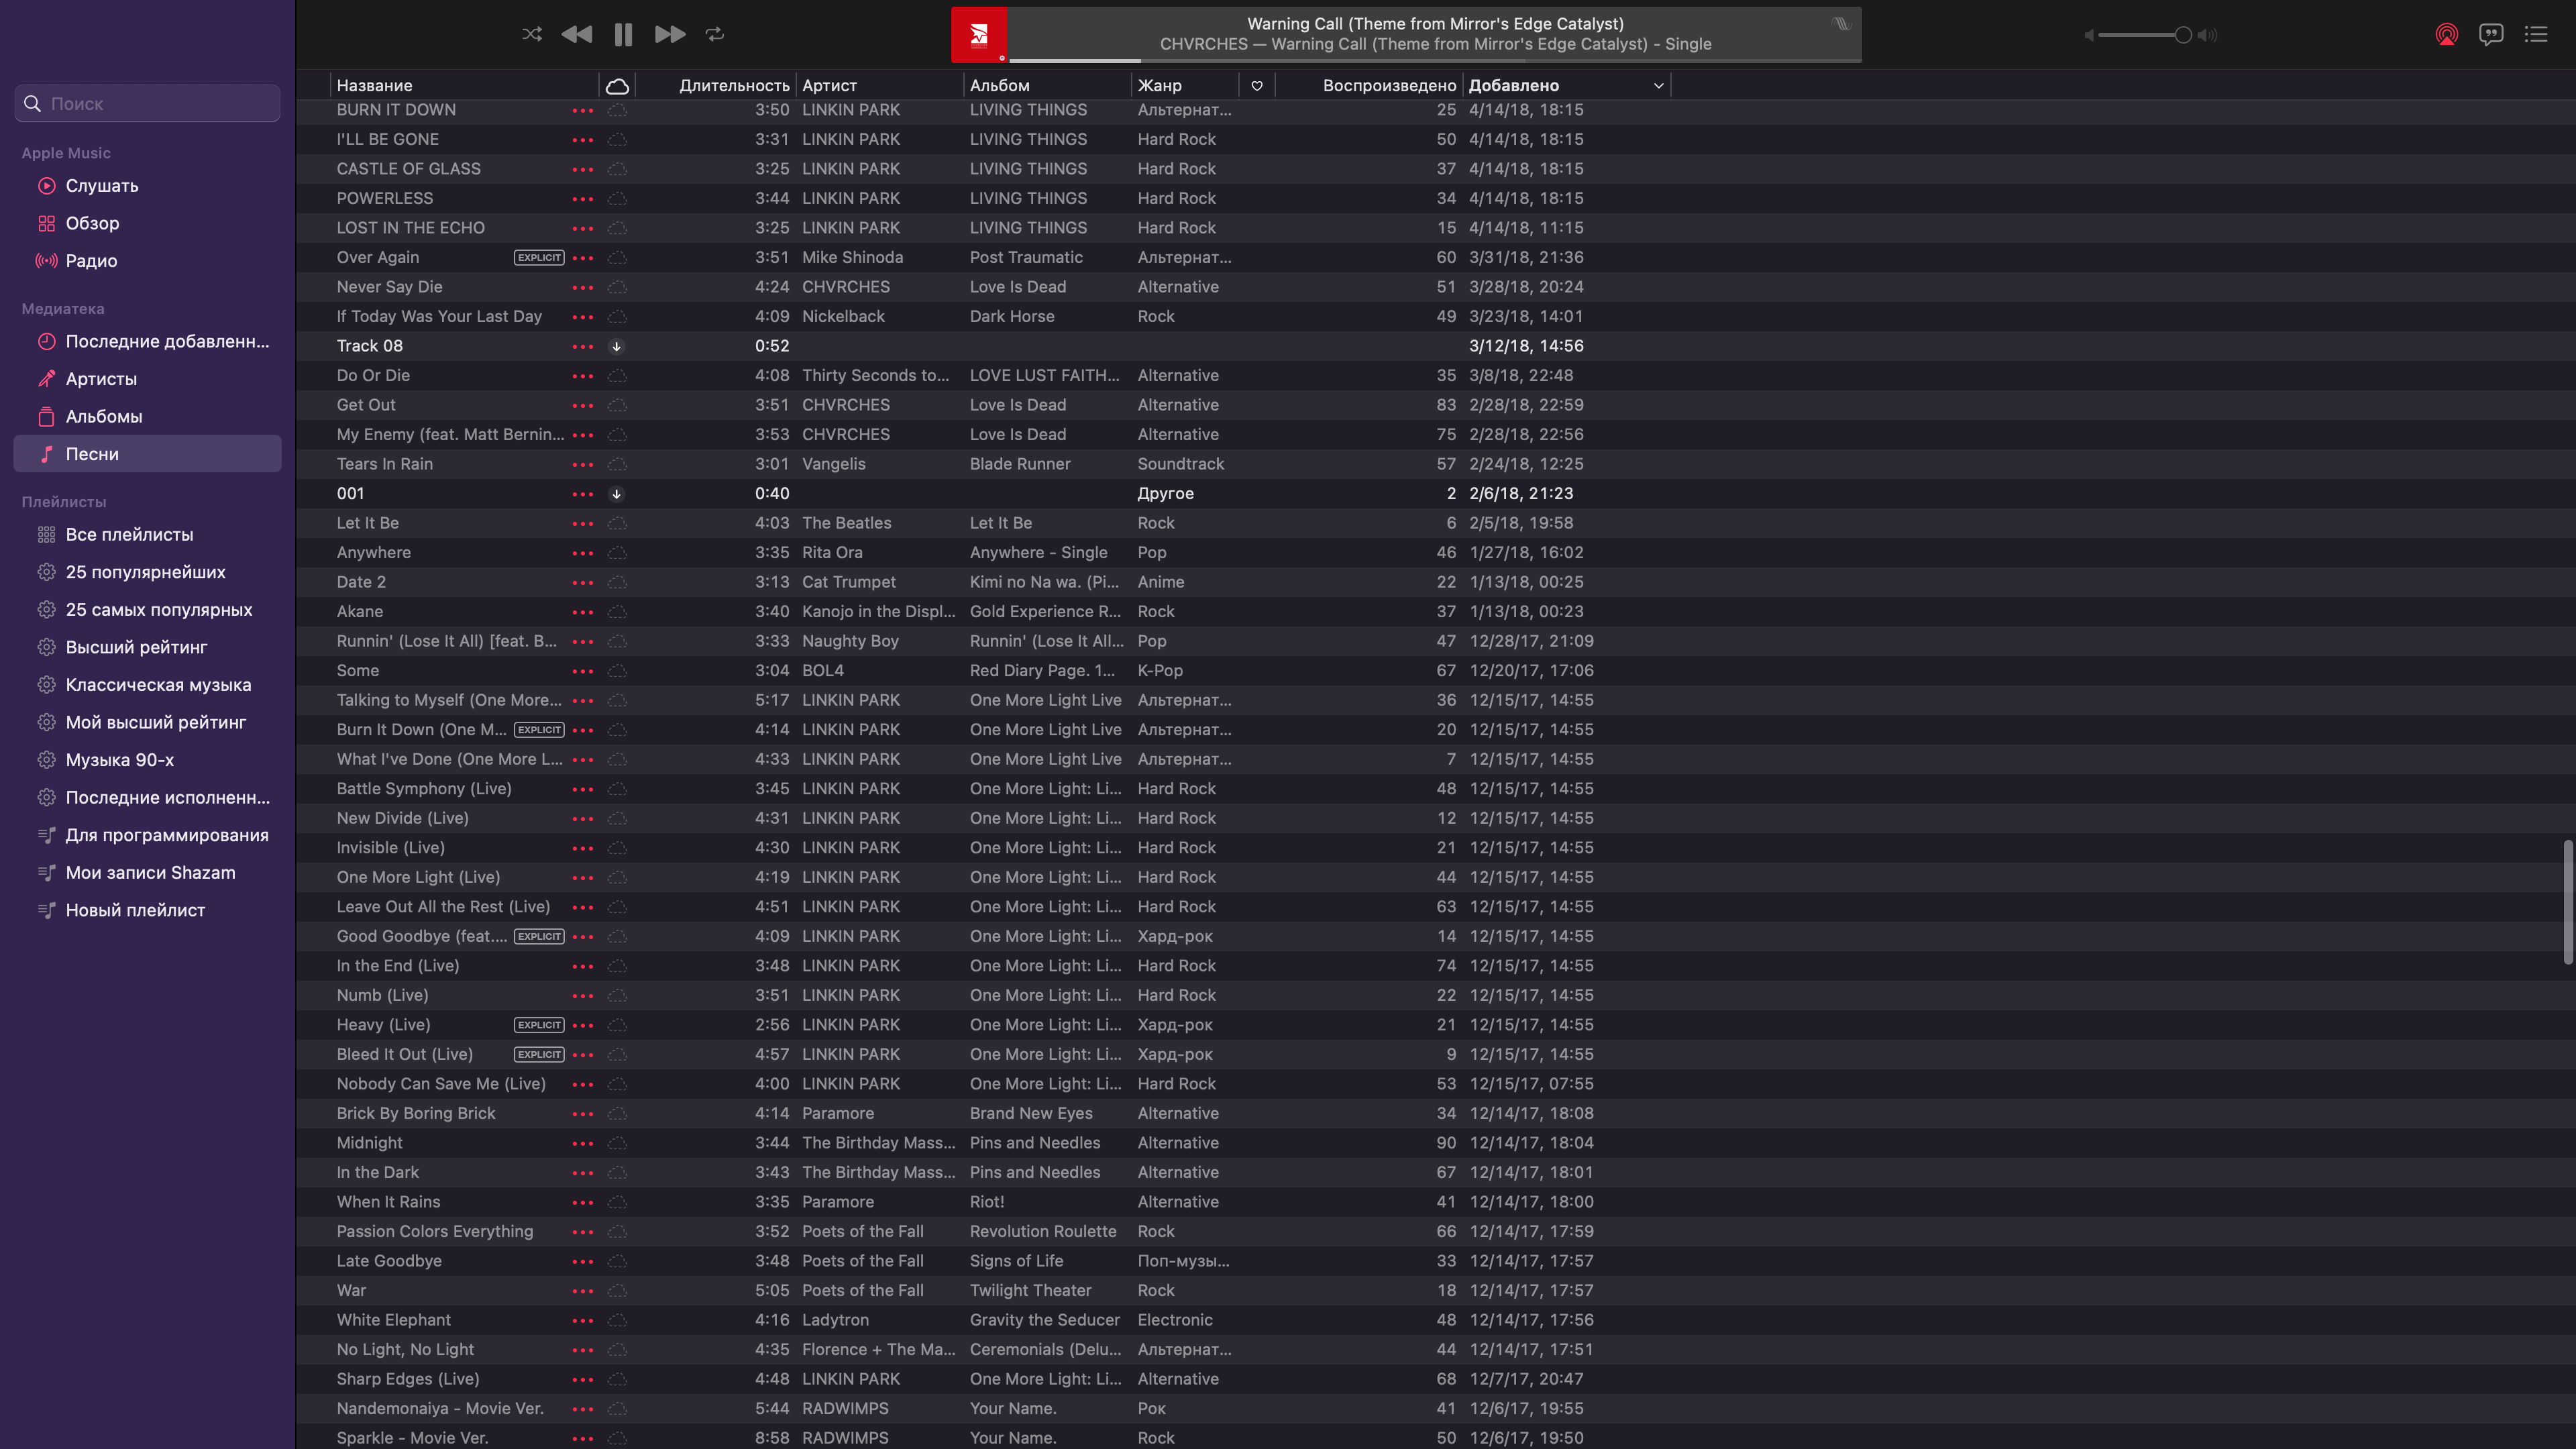 Warning Call (Theme from Mirror's Edge Catalyst)
CHVRCHES — Warning Call (Theme from Mirror's Edge Catalyst) - Single
Поиск
Apple Music
Слушать
Обзор
Радио
Медиатека
Последние добавленн...
Артисты
Альбомы
Песни
Плейлисты
Все плейлисты
25 популярнейших
25 самых популярных
Высший рейтинг
Классическая музыка
Мой высший рейтинг
Музыка 90-х
Последние исполненн...
Для программирования
Мои записи Shazam
Новый плейлист
Название Длительность Артист Альбом Жанр Воспроизведено Добавлено
BURN IT DOWN 3:50 LINKIN PARK LIVING THINGS Альтернат... 25 4/14/18, 18:15
I'LL BE GONE 3:31 LINKIN PARK LIVING THINGS Hard Rock 50 4/14/18, 18:15
CASTLE OF GLASS 3:25 LINKIN PARK LIVING THINGS Hard Rock 37 4/14/18, 18:15
POWERLESS 3:44 LINKIN PARK LIVING THINGS Hard Rock 34 4/14/18, 18:15
LOST IN THE ECHO 3:25 LINKIN PARK LIVING THINGS Hard Rock 15 4/14/18, 11:15
Over Again EXPLICIT 3:51 Mike Shinoda Post Traumatic Альтернат... 60 3/31/18, 21:36
Never Say Die 4:24 CHVRCHES Love Is Dead Alternative 51 3/28/18, 20:24
If Today Was Your Last Day 4:09 Nickelback Dark Horse Rock 49 3/23/18, 14:01
Track 08 0:52 3/12/18, 14:56
Do Or Die 4:08 Thirty Seconds to... LOVE LUST FAITH... Alternative 35 3/8/18, 22:48
Get Out 3:51 CHVRCHES Love Is Dead Alternative 83 2/28/18, 22:59
My Enemy (feat. Matt Bernin... 3:53 CHVRCHES Love Is Dead Alternative 75 2/28/18, 22:56
Tears In Rain 3:01 Vangelis Blade Runner Soundtrack 57 2/24/18, 12:25
001 0:40 Другое 2 2/6/18, 21:23
Let It Be 4:03 The Beatles Let It Be Rock 6 2/5/18, 19:58
Anywhere 3:35 Rita Ora Anywhere - Single Pop 46 1/27/18, 16:02
Date 2 3:13 Cat Trumpet Kimi no Na wa. (Pi... Anime 22 1/13/18, 00:25
Akane 3:40 Kanojo in the Displ... Gold Experience R... Rock 37 1/13/18, 00:23
Runnin' (Lose It All) [feat. B... 3:33 Naughty Boy Runnin' (Lose It All... Pop 47 12/28/17, 21:09
Some 3:04 BOL4 Red Diary Page. 1... K-Pop 67 12/20/17, 17:06
Talking to Myself (One More... 5:17 LINKIN PARK One More Light Live Альтернат... 36 12/15/17, 14:55
Burn It Down (One M... EXPLICIT 4:14 LINKIN PARK One More Light Live Альтернат... 20 12/15/17, 14:55
What I've Done (One More L... 4:33 LINKIN PARK One More Light Live Альтернат... 7 12/15/17, 14:55
Battle Symphony (Live) 3:45 LINKIN PARK One More Light: Li... Hard Rock 48 12/15/17, 14:55
New Divide (Live) 4:31 LINKIN PARK One More Light: Li... Hard Rock 12 12/15/17, 14:55
Invisible (Live) 4:30 LINKIN PARK One More Light: Li... Hard Rock 21 12/15/17, 14:55
One More Light (Live) 4:19 LINKIN PARK One More Light: Li... Hard Rock 44 12/15/17, 14:55
Leave Out All the Rest (Live) 4:51 LINKIN PARK One More Light: Li... Hard Rock 63 12/15/17, 14:55
Good Goodbye (feat.... EXPLICIT 4:09 LINKIN PARK One More Light: Li... Хард-рок 14 12/15/17, 14:55
In the End (Live) 3:48 LINKIN PARK One More Light: Li... Hard Rock 74 12/15/17, 14:55
Numb (Live) 3:51 LINKIN PARK One More Light: Li... Hard Rock 22 12/15/17, 14:55
Heavy (Live) EXPLICIT 2:56 LINKIN PARK One More Light: Li... Хард-рок 21 12/15/17, 14:55
Bleed It Out (Live) EXPLICIT 4:57 LINKIN PARK One More Light: Li... Хард-рок 9 12/15/17, 14:55
Nobody Can Save Me (Live) 4:00 LINKIN PARK One More Light: Li... Hard Rock 53 12/15/17, 07:55
Brick By Boring Brick 4:14 Paramore Brand New Eyes Alternative 34 12/14/17, 18:08
Midnight 3:44 The Birthday Mass... Pins and Needles Alternative 90 12/14/17, 18:04
In the Dark 3:43 The Birthday Mass... Pins and Needles Alternative 67 12/14/17, 18:01
When It Rains 3:35 Paramore Riot! Alternative 41 12/14/17, 18:00
Passion Colors Everything 3:52 Poets of the Fall Revolution Roulette Rock 66 12/14/17, 17:59
Late Goodbye 3:48 Poets of the Fall Signs of Life Поп-музы... 33 12/14/17, 17:57
War 5:05 Poets of the Fall Twilight Theater Rock 18 12/14/17, 17:57
White Elephant 4:16 Ladytron Gravity the Seducer Electronic 48 12/14/17, 17:56
No Light, No Light 4:35 Florence + The Ma... Ceremonials (Delu... Альтернат... 44 12/14/17, 17:51
Sharp Edges (Live) 4:48 LINKIN PARK One More Light: Li... Alternative 68 12/7/17, 20:47
Nandemonaiya - Movie Ver. 5:44 RADWIMPS Your Name. Рок 41 12/6/17, 19:55
Sparkle - Movie Ver. 8:58 RADWIMPS Your Name. Rock 50 12/6/17, 19:50